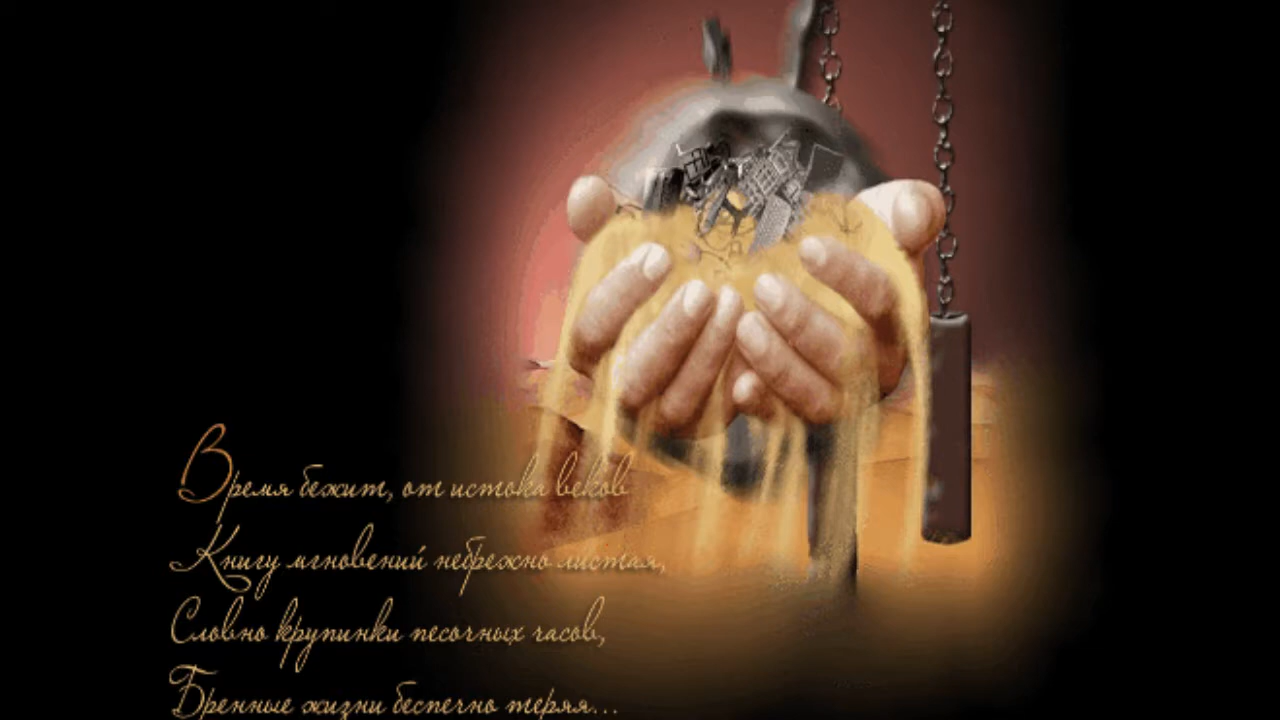 Время бежит, от истока веков
Книгу мгновений небрежно листая,
Словно крупинки песочных часов,
Бренные жизни беспечно теряя...